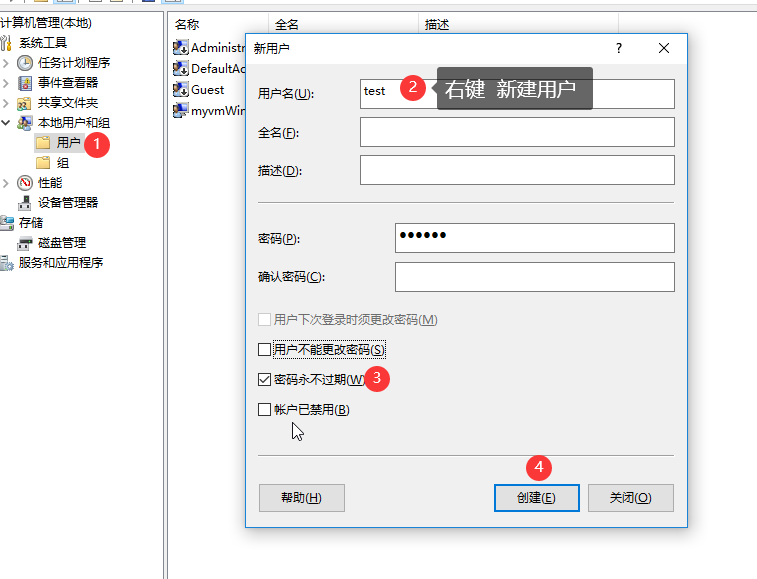 计算机管理(本地)
系统工具
任务计划程序
事件查看器
共享文件夹
本地用户和组
用户
1
组
性能
设备管理器
存储
磁盘管理
服务和应用程序
名称 全名 描述
Administr
DefaultAc
Guest
myvmWin
新用户 ?
用户名(U): test 2 右键 新建用户
全名(F):
描述(D):
密码(P): ••••••
确认密码(C):
用户下次登录时须更改密码(M)
用户不能更改密码(S)
密码永不过期(W) 3
帐户已禁用(B)
4
帮助(H) 创建(E) 关闭(O)